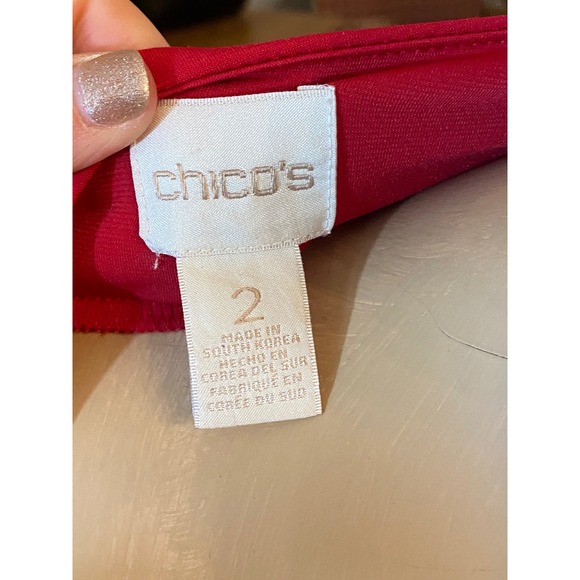 chico's
2
MADE IN
SOUTH KOREA
HECHO EN
COREA DEL SUR
FABRIQUÉ EN
CORÉE DU SUD